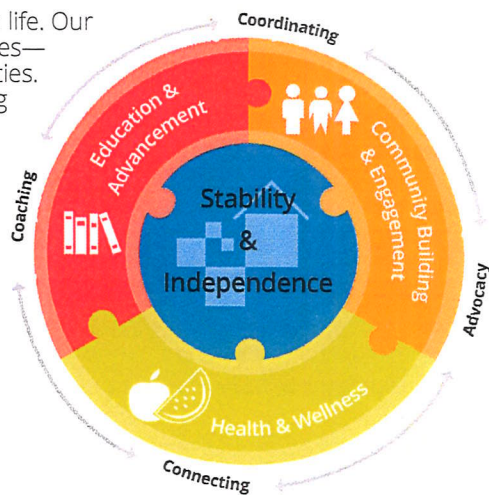 life. Our
es—
ties.
g
Coordinating
Education &
Advancement
Community Building
& Engagement
Coaching
Stability
&
Independence
Advocacy
Health & Wellness
Connecting